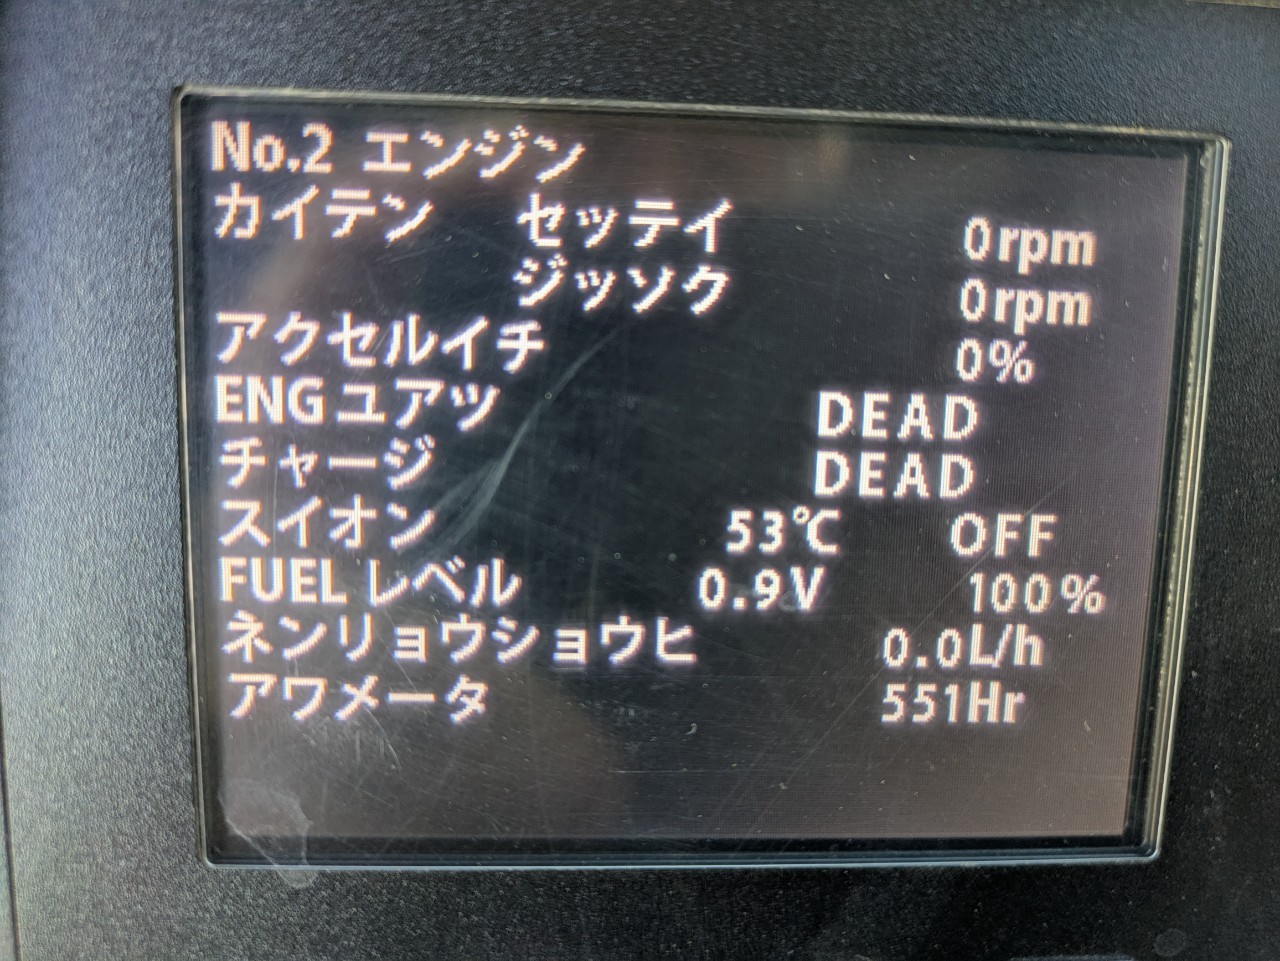 No.2 エンジン
カイテン セッテイ 0rpm
ジッソク 0rpm
アクセルイチ 0%
ENGユアツ DEAD
チャージ DEAD
スイオン 53℃ OFF
FUELレベル 0.9V 100%
ネンリョウショウヒ 0.0L/h
アワメータ 551Hr